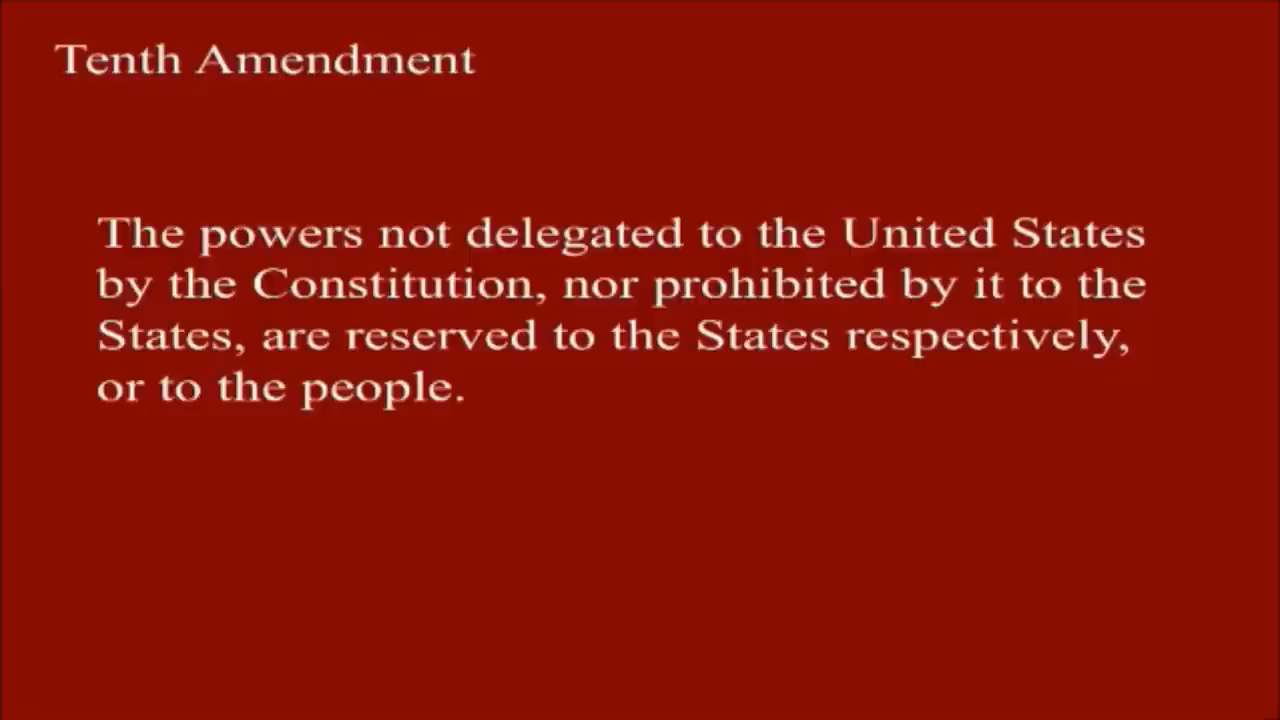 Tenth Amendment
The powers not delegated to the United States
by the Constitution, nor prohibited by it to the
States, are reserved to the States respectively,
or to the people.